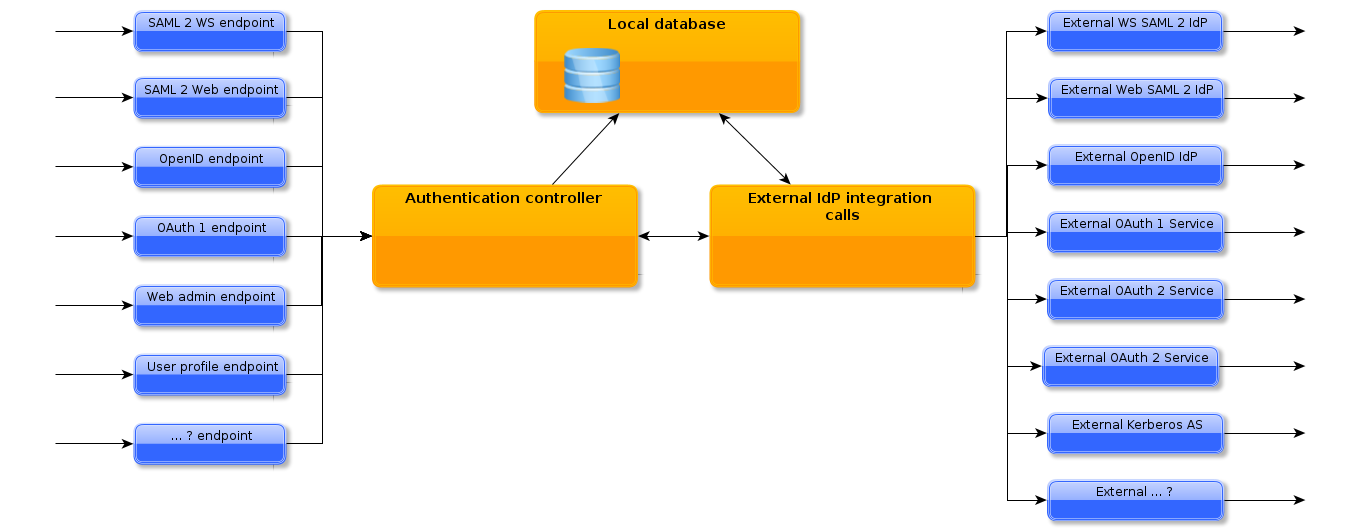 SAML 2 WS endpoint
SAML 2 Web endpoint
OpenID endpoint
OAuth 1 endpoint
Web admin endpoint
User profile endpoint
... ? endpoint
Local database
Authentication controller
External IdP integration
calls
External WS SAML 2 IdP
External Web SAML 2 IdP
External OpenID IdP
External OAuth 1 Service
External OAuth 2 Service
External OAuth 2 Service
External Kerberos AS
External ... ?